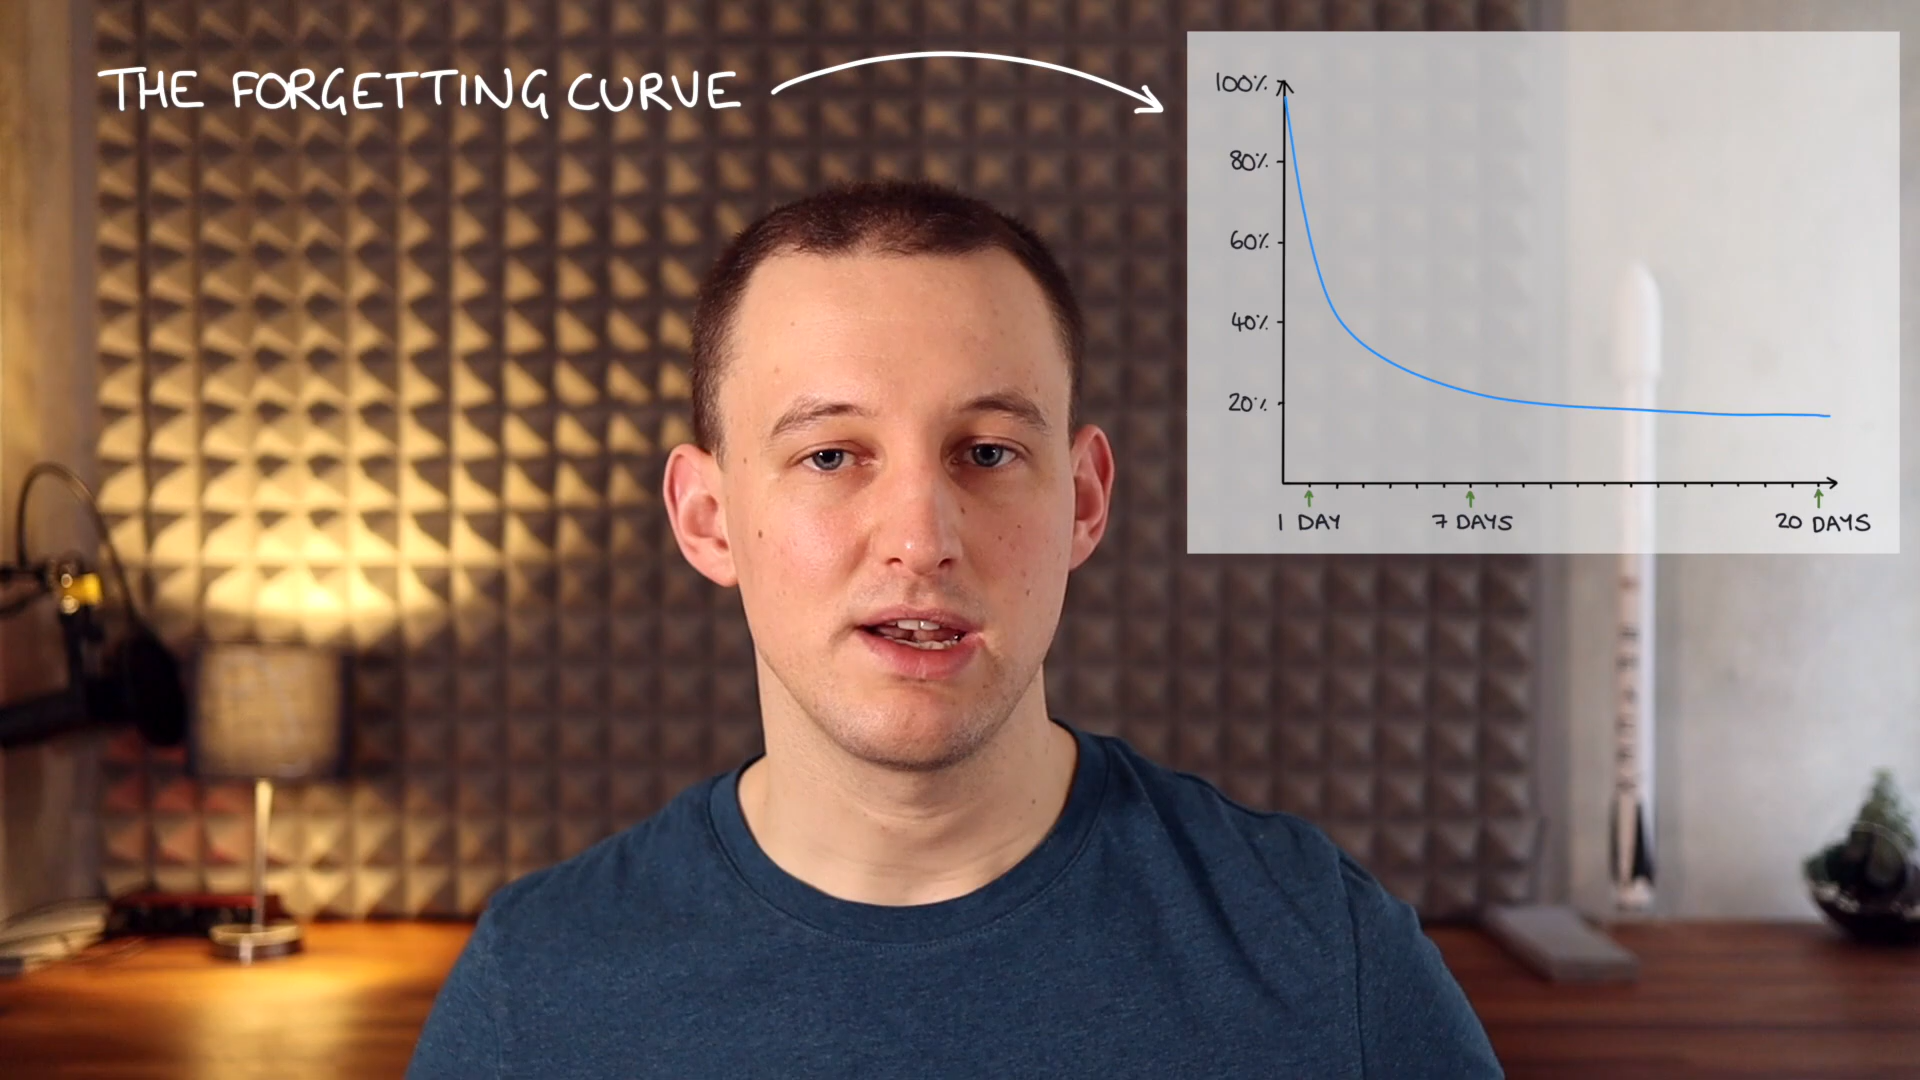 THE FORGETTING CURVE
100%
80%
60%
40%
20%
1 DAY
7 DAYS
20 DAYS